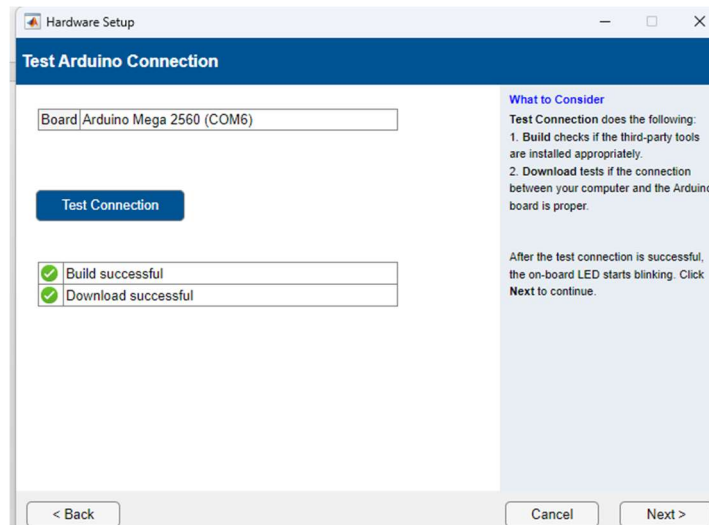 Hardware Setup
Test Arduino Connection
Board Arduino Mega 2560 (COM6)
Test Connection
Build successful
Download successful
What to Consider
Test Connection does the following:
1. Build checks if the third-party tools
are installed appropriately.
2. Download tests if the connection
between your computer and the Arduino
board is proper.
After the test connection is successful,
the on-board LED starts blinking. Click
Next to continue.
< Back
Cancel
Next >